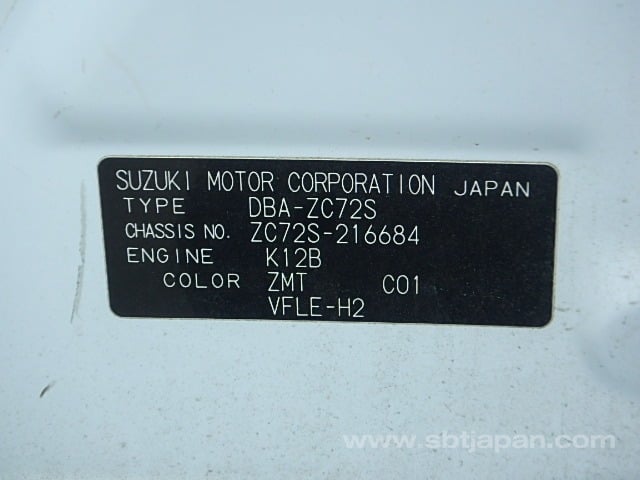 SUZUKI MOTOR CORPORATION JAPAN
TYPE DBA-ZC72S
CHASSIS NO. ZC72S-216684
ENGINE K12B
COLOR ZMT C01
VFLE-H2
www.sbtjapan.com